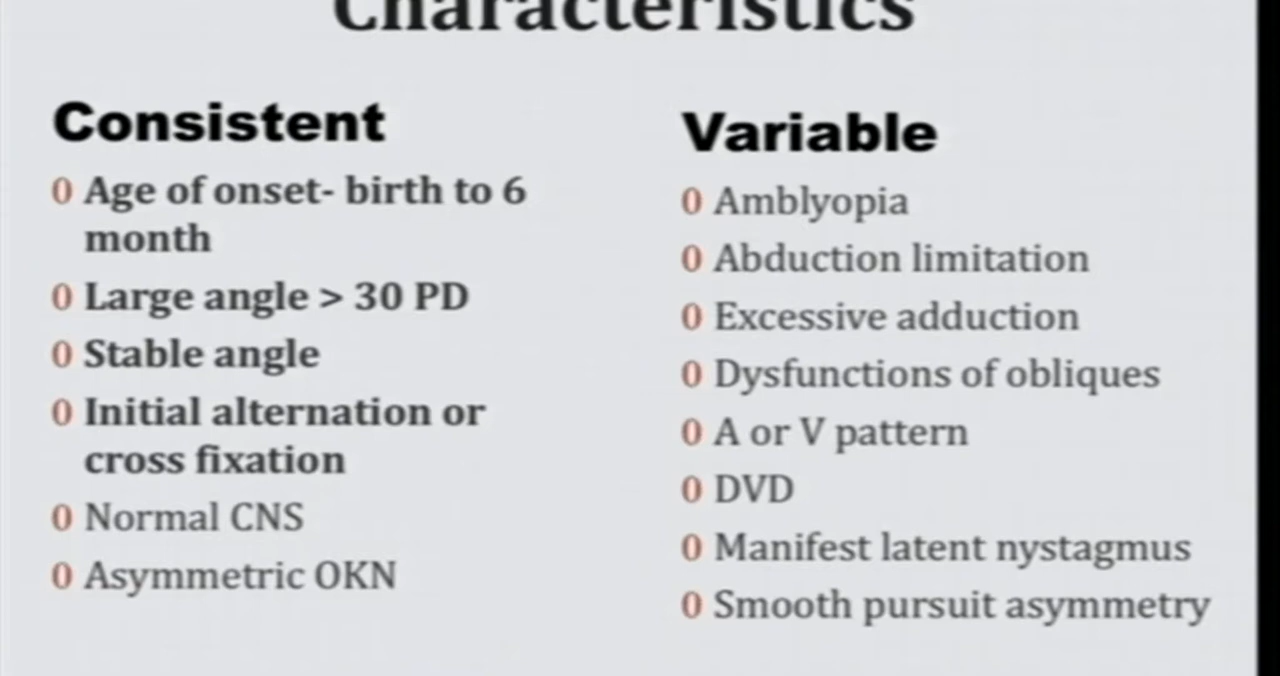 Characteristics
Consistent
0 Age of onset- birth to 6
month
0 Large angle > 30 PD
0 Stable angle
0 Initial alternation or
cross fixation
0 Normal CNS
0 Asymmetric OKN
Variable
0 Amblyopia
0 Abduction limitation
0 Excessive adduction
0 Dysfunctions of obliques
0 A or V pattern
0 DVD
0 Manifest latent nystagmus
0 Smooth pursuit asymmetry